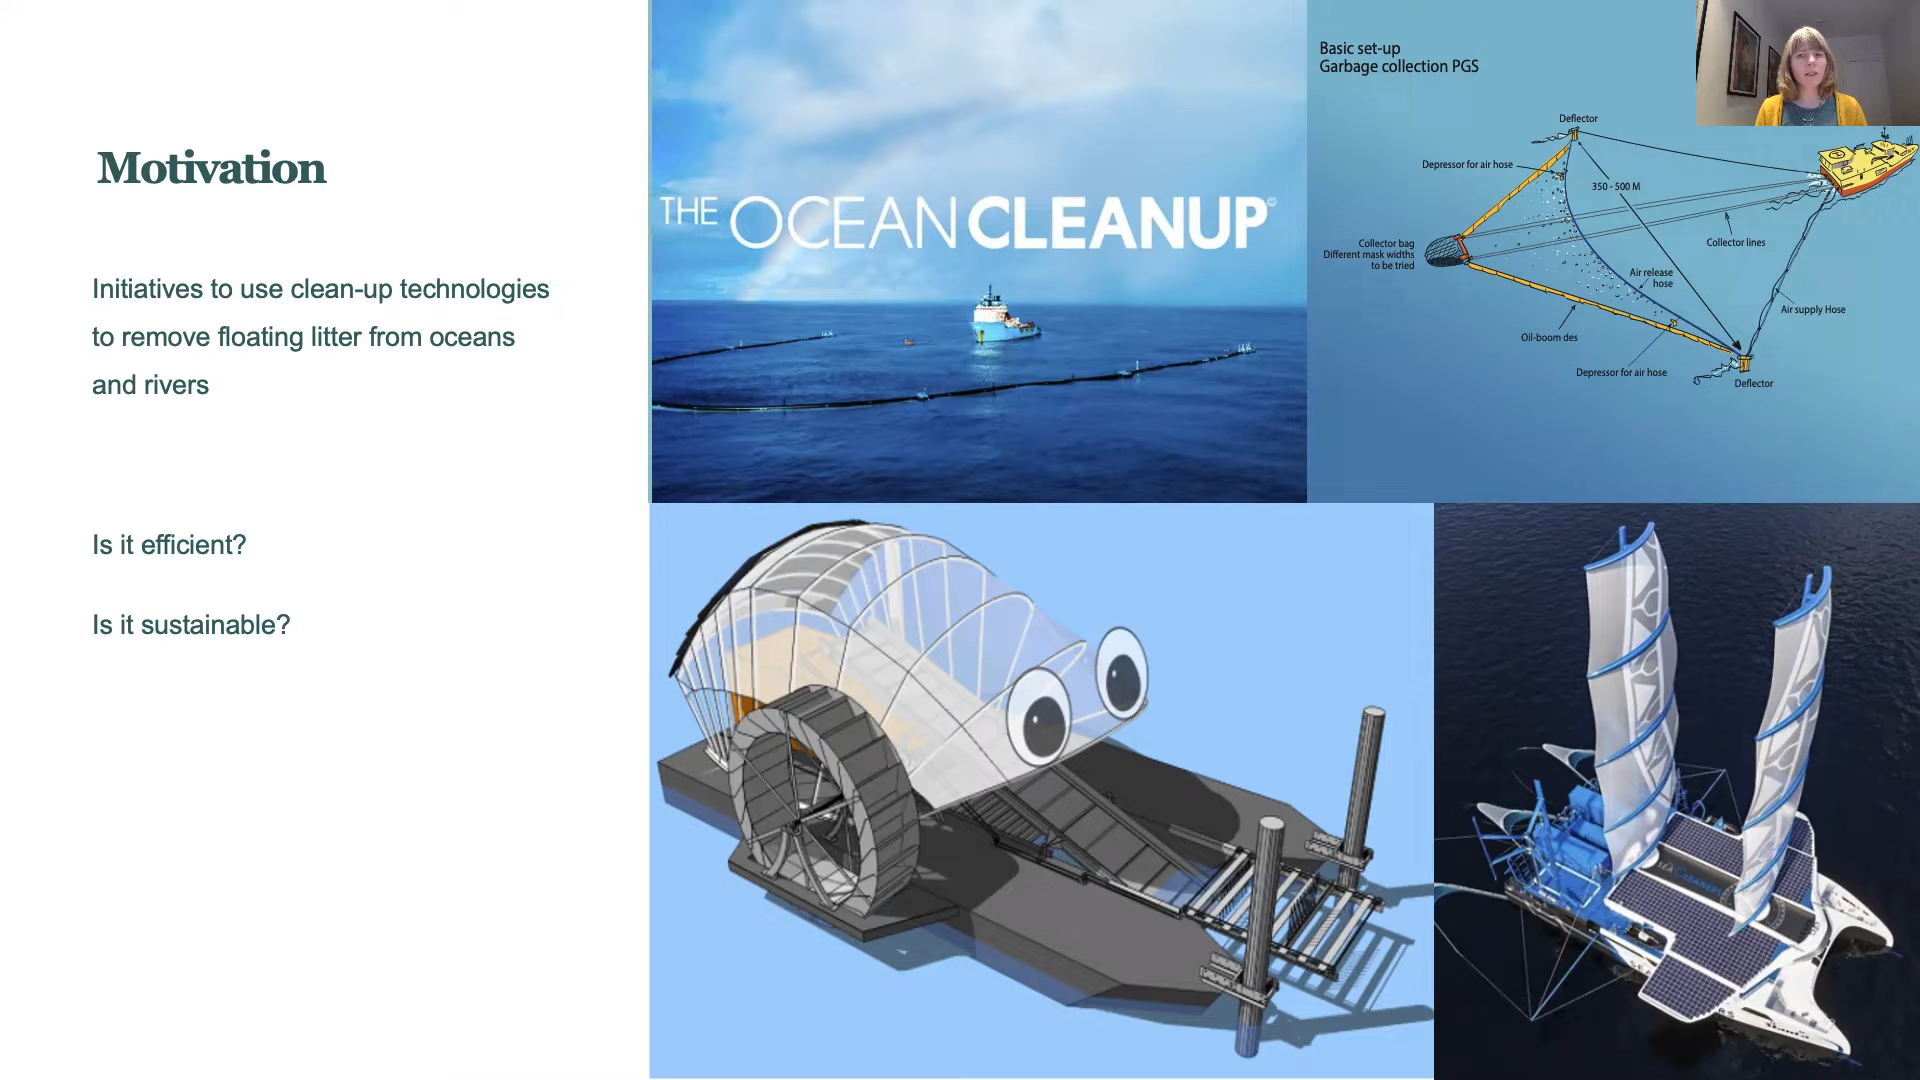 Motivation
Initiatives to use clean-up technologies
to remove floating litter from oceans
and rivers
Is it efficient?
Is it sustainable?
THE OCEAN CLEANUP©
Basic set-up
Garbage collection PGS
Deflector
Depressor for air hose
350 - 500 M
Collector bag
Different mask widths
to be tried
Collector lines
Air release
hose
Air supply Hose
Oil-boom des
Depressor for air hose
Deflector